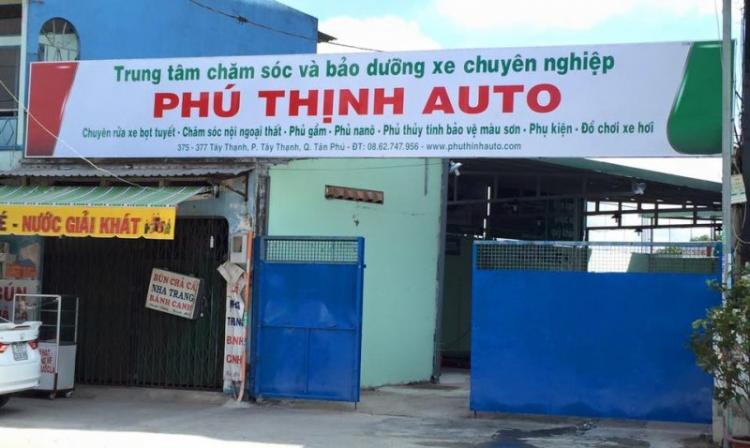 Trung tâm chăm sóc và bảo dưỡng xe chuyên nghiệp
PHÚ THỊNH AUTO
Chuyên rửa xe bọt tuyết - Chăm sóc nội ngoại thất - Phủ gầm - Phủ nanô - Phủ thủy tinh bảo vệ màu sơn - Phụ kiện - Đồ chơi xe hơi
375 - 377 Tây Thạnh, P. Tây Thạnh, Q. Tân Phú - ĐT: 08.62.747.956 - www.phuthinhauto.com
- NƯỚC GIẢI KHÁT
BÚN CHẢ CÁ
NHA TRANG
BÁNH CANH
BÚN